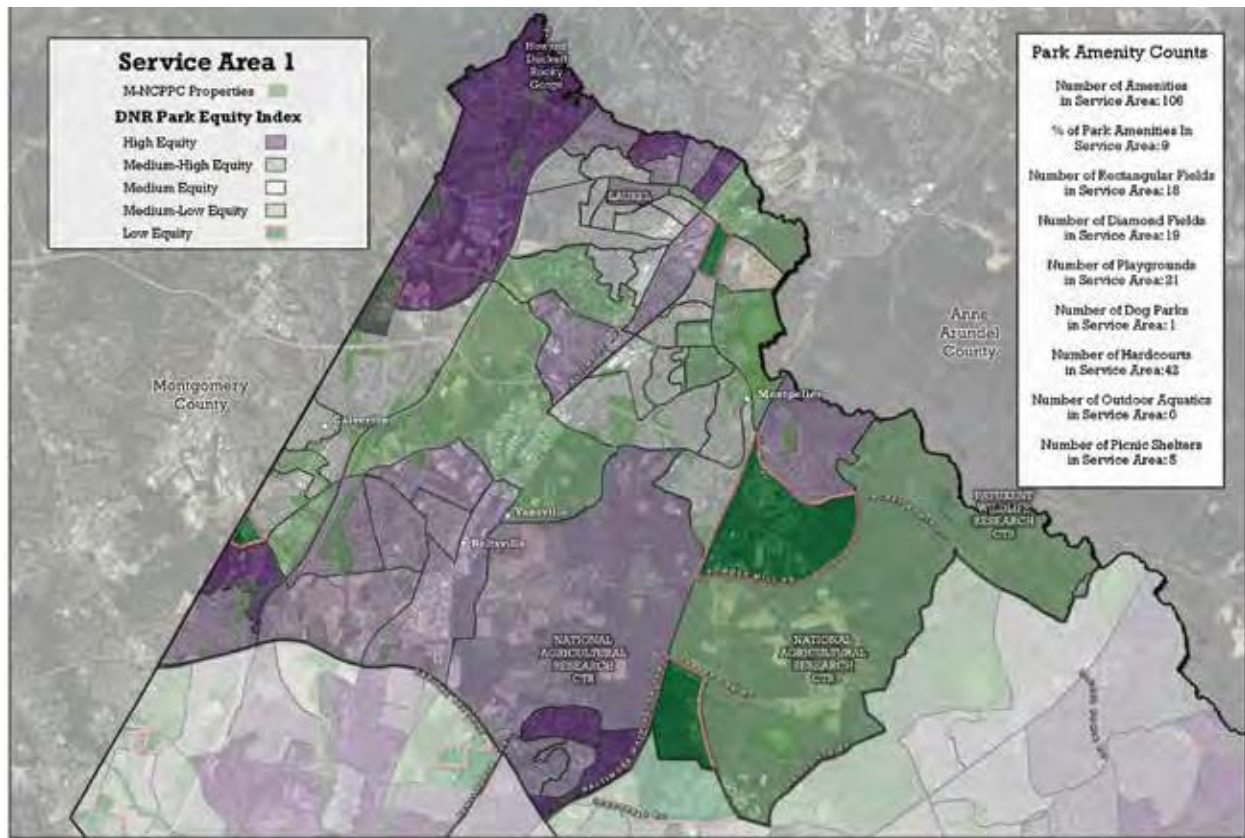 Service Area 1
M-NCPPC Properties
DNR Park Equity Index
High Equity
Medium-High Equity
Medium Equity
Medium-Low Equity
Low Equity
Park Amenity Counts
Number of Amenities
in Service Area: 106
% of Park Amenities In
Service Area: 9
Number of Rectangular Fields
in Service Area: 18
Number of Diamond Fields
in Service Area: 19
Number of Playgrounds
in Service Area: 21
Number of Dog Parks
in Service Area: 1
Number of Hardcourts
in Service Area: 42
Number of Outdoor Aquatics
in Service Area: 0
Number of Picnic Shelters
in Service Area:
Howard
Duckett
Rocky
Gorge
Anne
Arundel
County
Montgomery
County
Calverton
Montpelier
Vansville
Beltsville
PATUXENT
WILDLIFE
RESEARCH
CTR
POWDER MILL RD
NATIONAL
AGRICULTURAL
RESEARCH
CTR
NATIONAL
AGRICULTURAL
RESEARCH
CTR